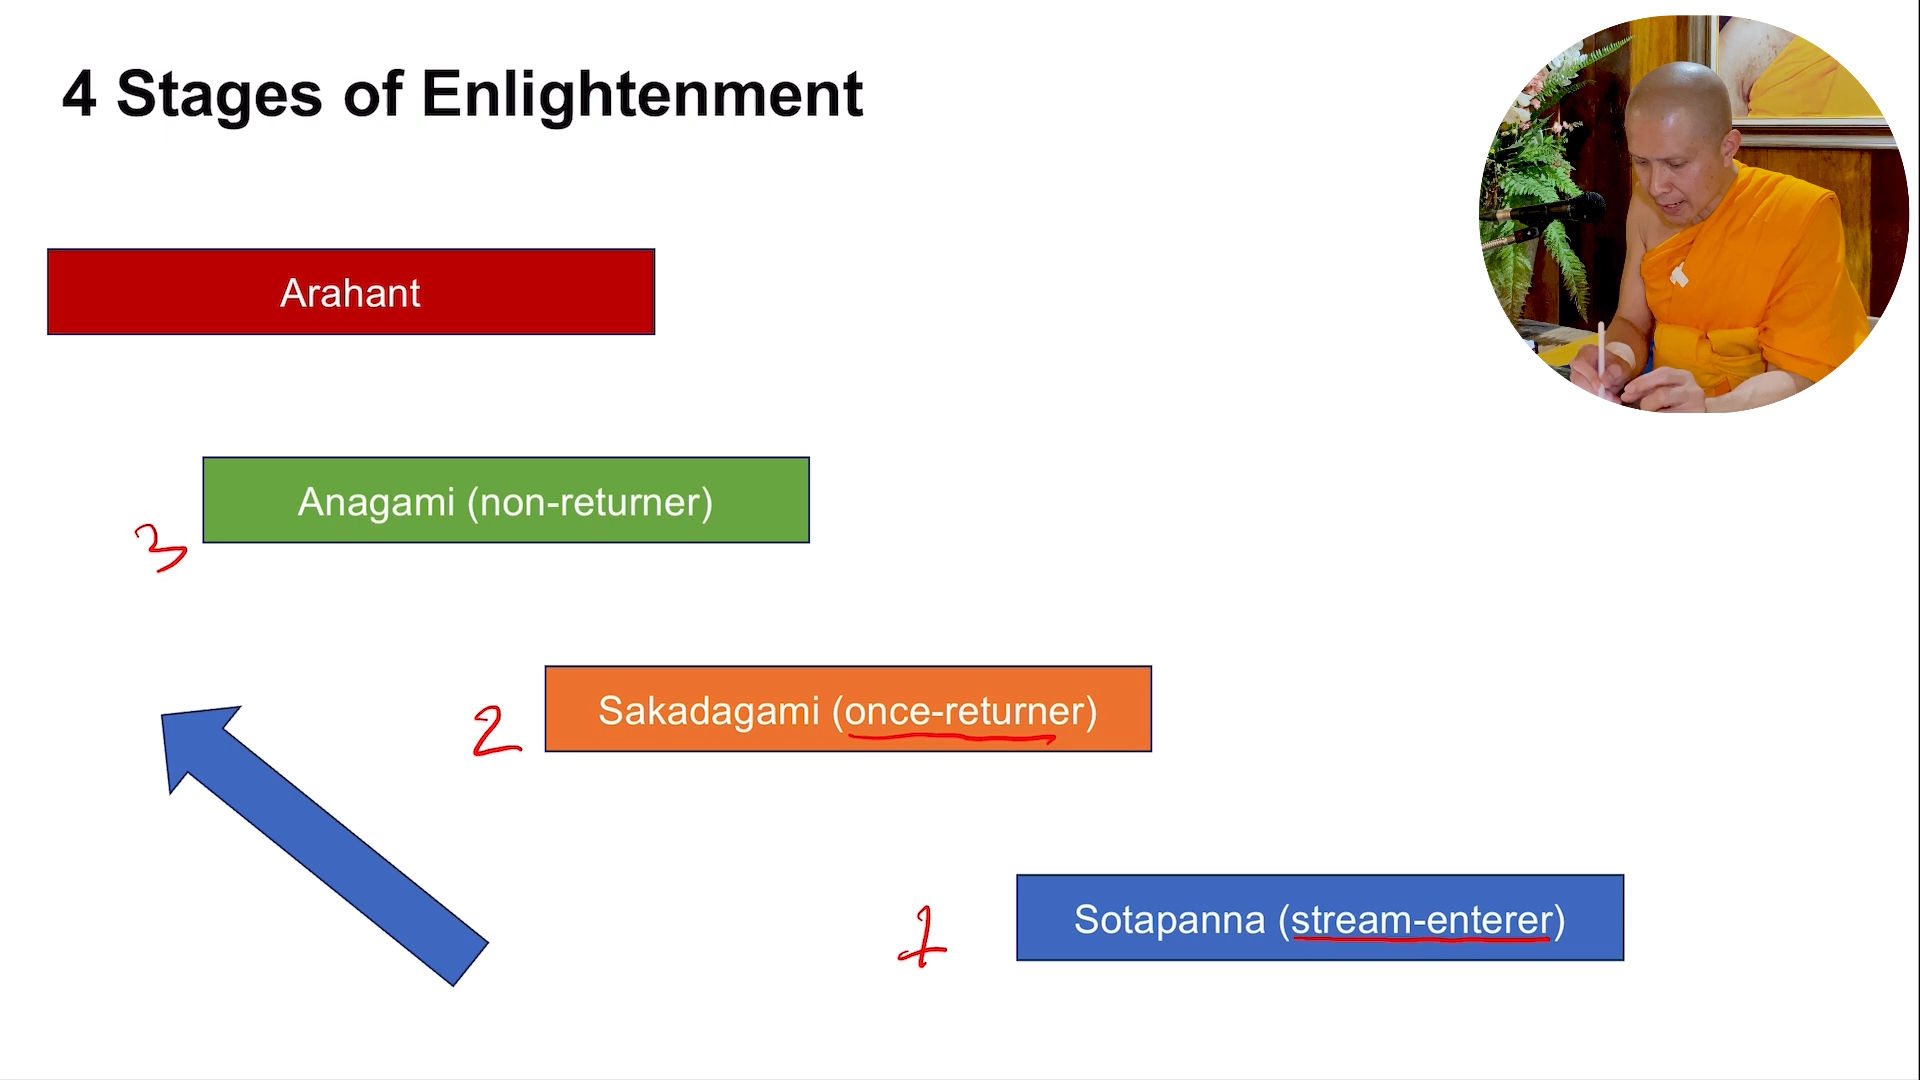 4 Stages of Enlightenment
Arahant
Anagami (non-returner)
3
Sakadagami (once-returner)
2
Sotapanna (stream-enterer)
1